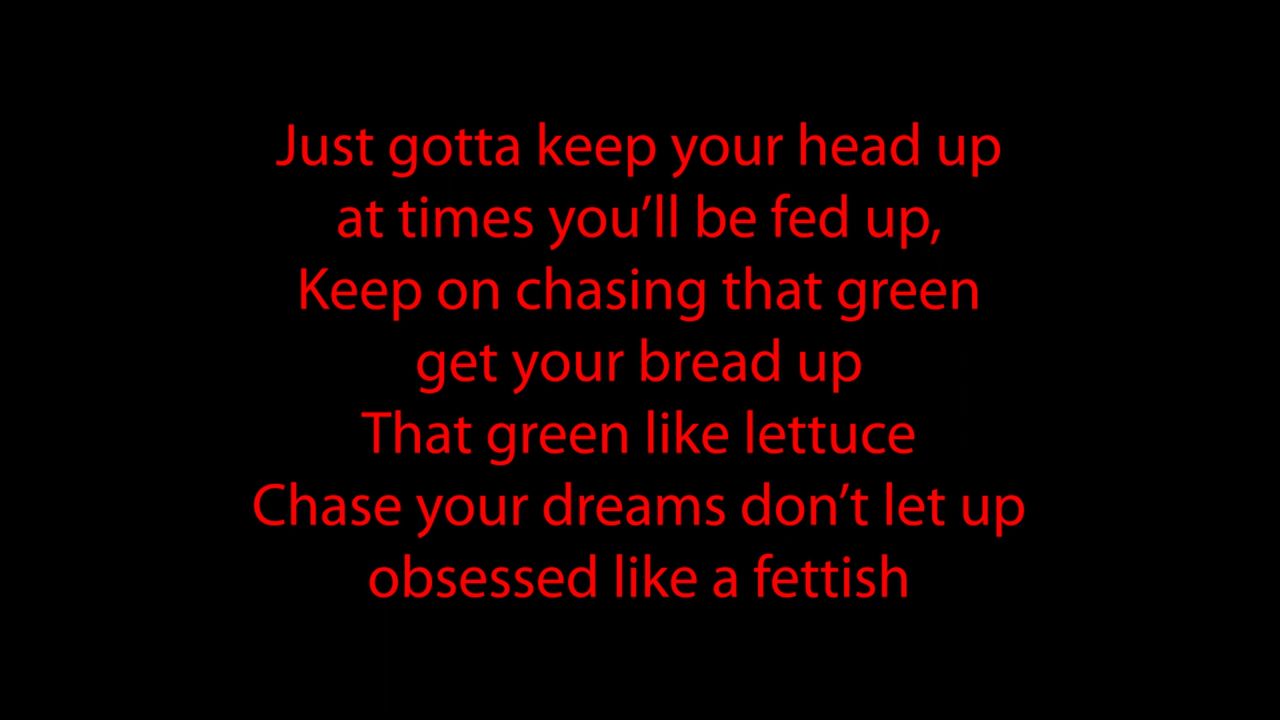 Just gotta keep your head up
at times you’ll be fed up,
Keep on chasing that green
get your bread up
That green like lettuce
Chase your dreams don’t let up
obsessed like a fettish